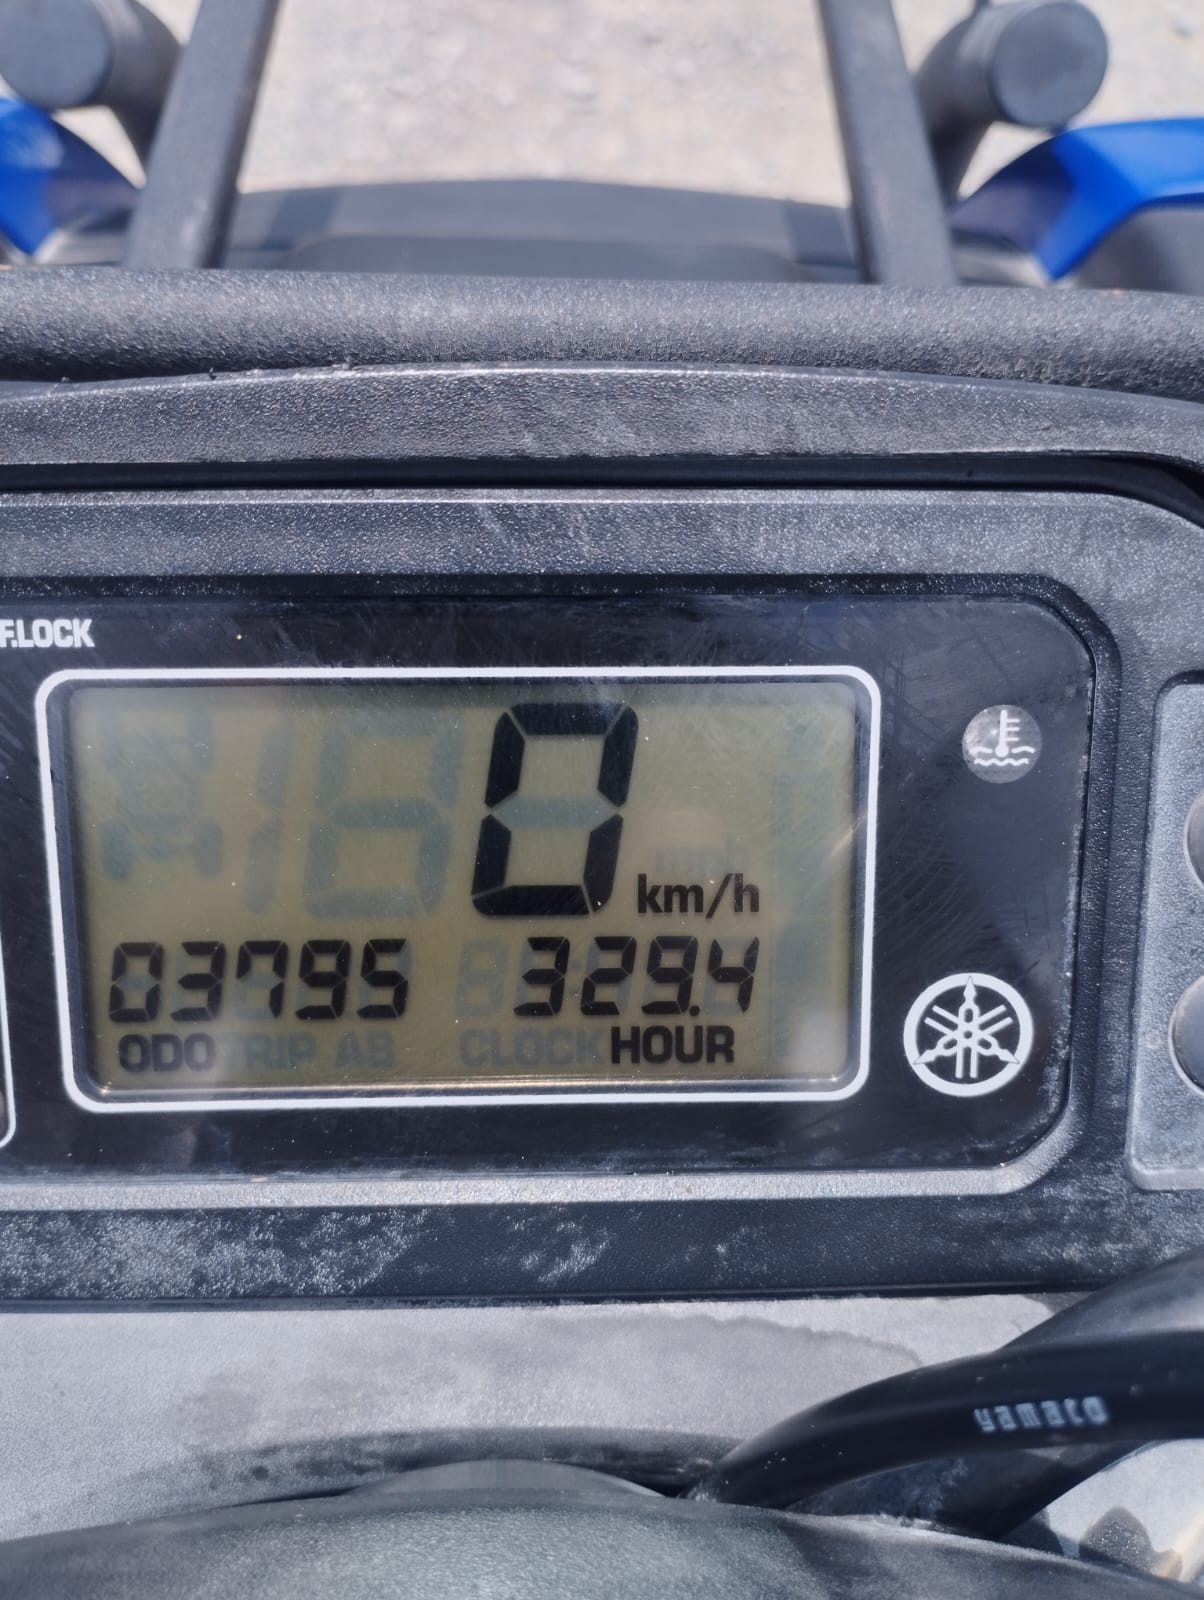 F.LOCK
0
km/h
03795 329.4
ODO HOUR
yamaco